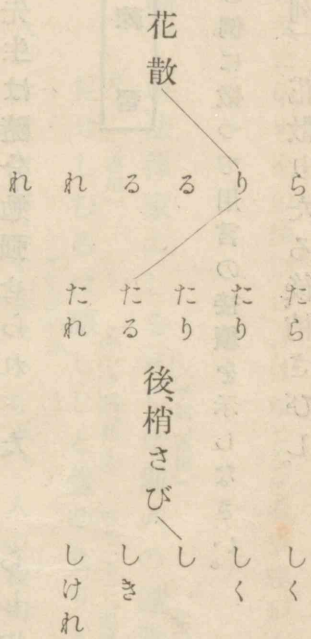 らりるるれれ
たらたりたりたるたれ
しくしくししきしけれ
花散
後、梢さび